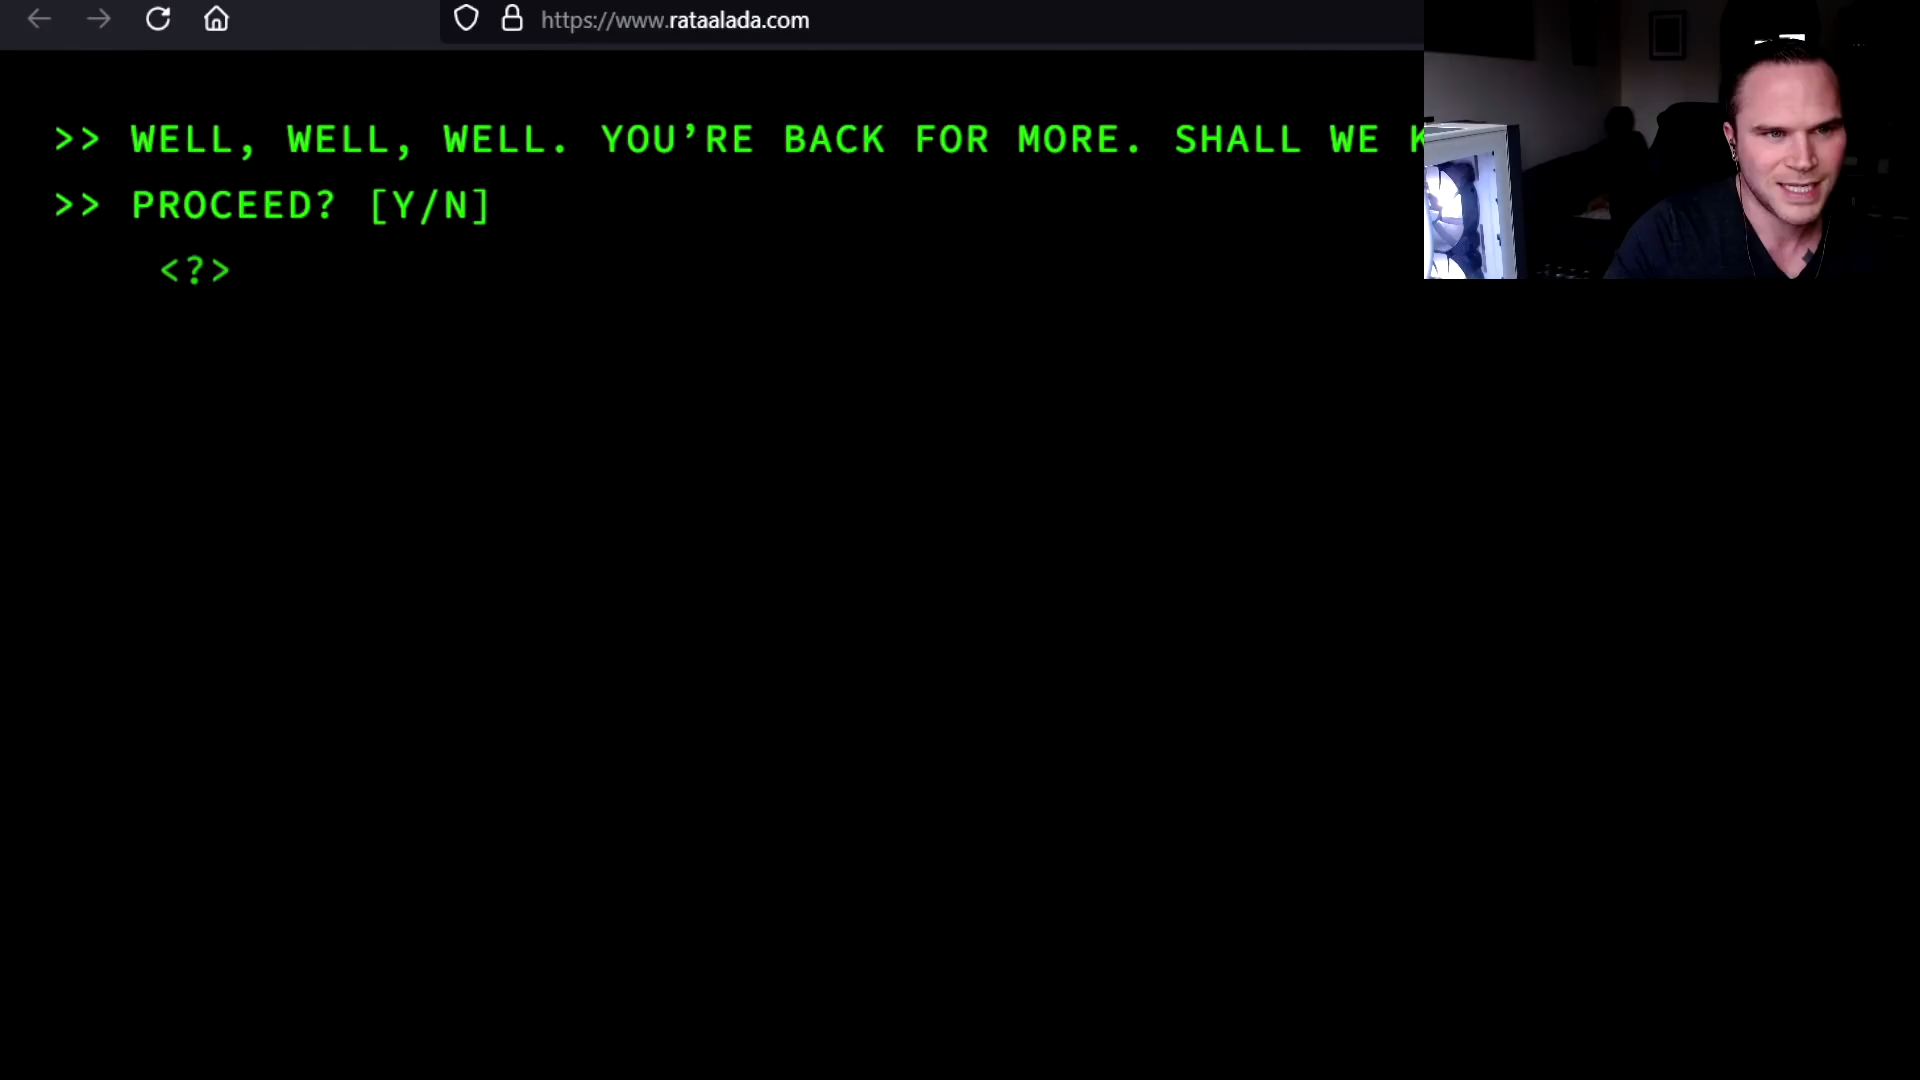 https://www.rataalada.com
>> WELL, WELL, WELL. YOU’RE BACK FOR MORE. SHALL WE
>> PROCEED? [Y/N]
<?>